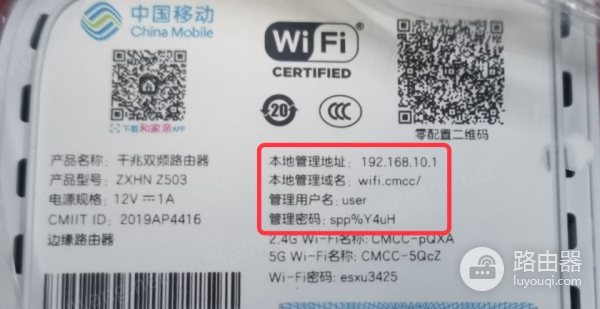 中国移动
China Mobile
Wi Fi
CERTIFIED
20
CCC
下载和家亲APP
零配置二维码
产品名称：千兆双频路由器
产品型号：ZXHN Z503
电源规格：12V⎓1A
CMIIT ID：2019AP4416
边缘路由器
本地管理地址：192.168.10.1
本地管理域名：wifi.cmcc/
管理用户名：user
管理密码：spp%Y4uH
2.4G Wi-Fi名称：CMCC-pQXA
5G Wi-Fi名称：CMCC-5QcZ
Wi-Fi密码：esxu3425
路由器
luyouqi.com